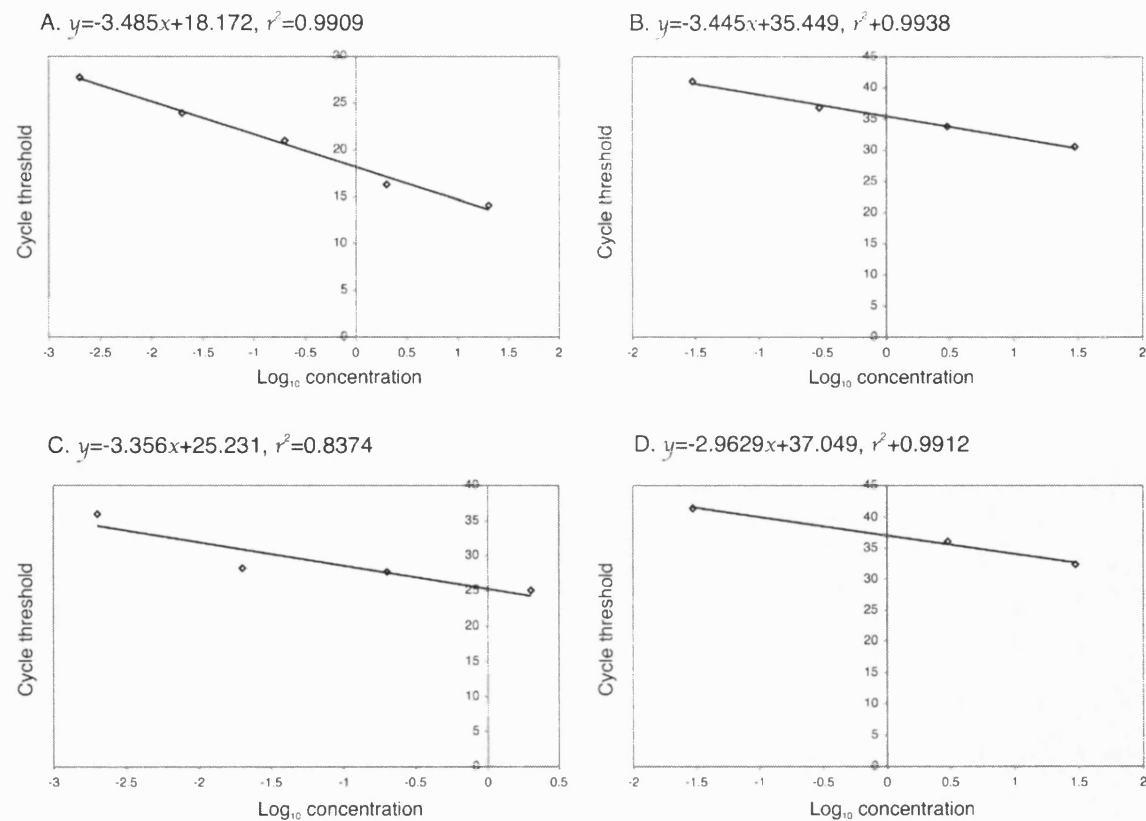 A. y=-3.485x+18.172, r²=0.9909
30
25
20
15
10
5
0
-3 -2.5 -2 -1.5 -1 -0.5 0 0.5 1 1.5 2
Cycle threshold
Log₁₀ concentration
B. y=-3.445x+35.449, r²+0.9938
45
40
35
30
25
20
15
10
5
0
-2 -1.5 -1 -0.5 0 0.5 1 1.5 2
Cycle threshold
Log₁₀ concentration
C. y=-3.356x+25.231, r²=0.8374
40
35
30
25
20
15
10
5
0
-3 -2.5 -2 -1.5 -1 -0.5 0 0.5
Cycle threshold
Log₁₀ concentration
D. y=-2.9629x+37.049, r²+0.9912
45
40
35
30
25
20
15
10
5
0
-2 -1.5 -1 -0.5 0 0.5 1 1.5 2
Cycle threshold
Log₁₀ concentration